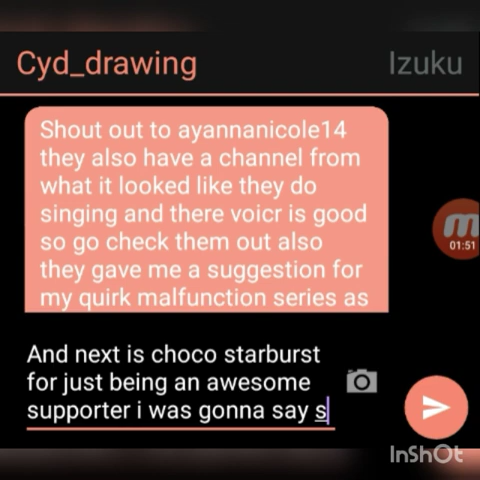 Cyd_drawing
Izuku
Shout out to ayannanicole14
they also have a channel from
what it looked like they do
singing and there voicr is good
so go check them out also
they gave me a suggestion for
my quirk malfunction series as
01:51
And next is choco starburst
for just being an awesome
supporter i was gonna say s
InShOt